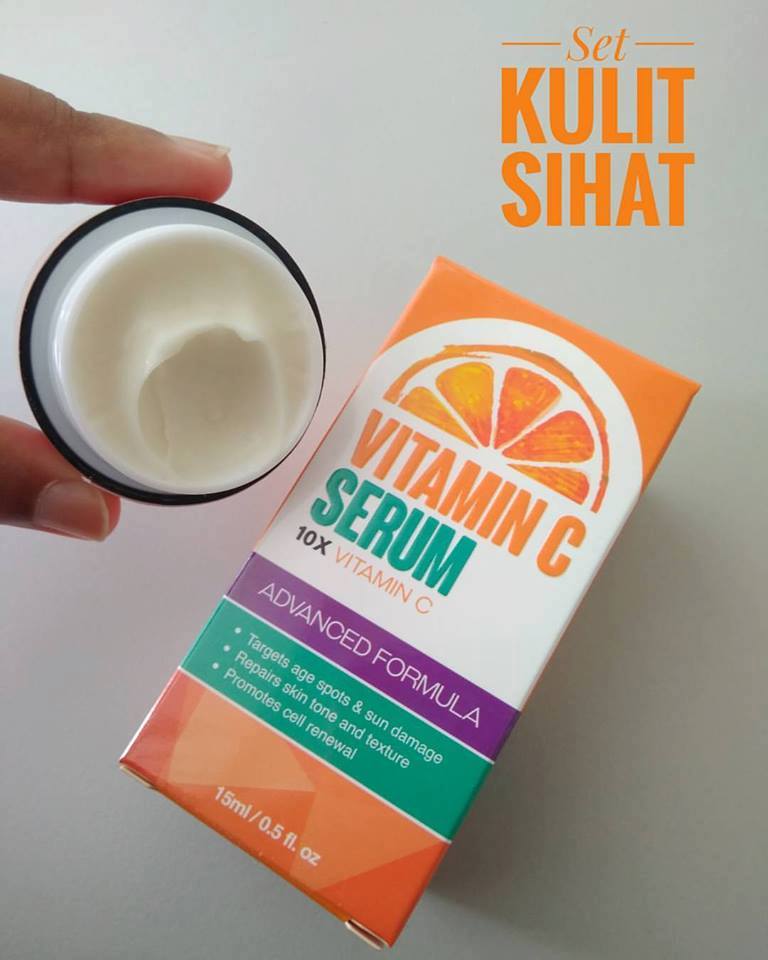 Set
KULIT
SIHAT
VITAMIN C
SERUM
10X VITAMIN C
ADVANCED FORMULA
• Targets age spots & sun damage
• Repairs skin tone and texture
• Promotes cell renewal
15ml / 0.5 fl. oz